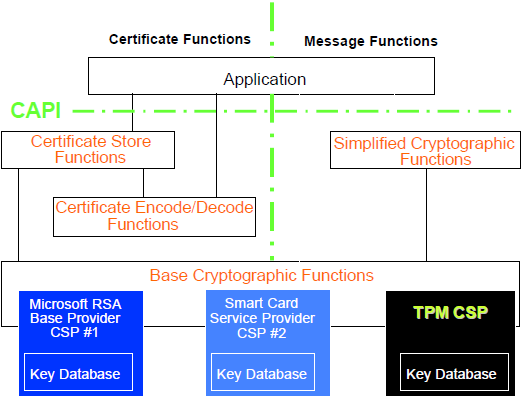 Certificate Functions
Message Functions
Application
CAPI
Certificate Store
Functions
Simplified Cryptographic
Functions
Certificate Encode/Decode
Functions
Base Cryptographic Functions
Microsoft RSA
Base Provider
CSP #1
Key Database
Smart Card
Service Provider
CSP #2
Key Database
TPM CSP
Key Database